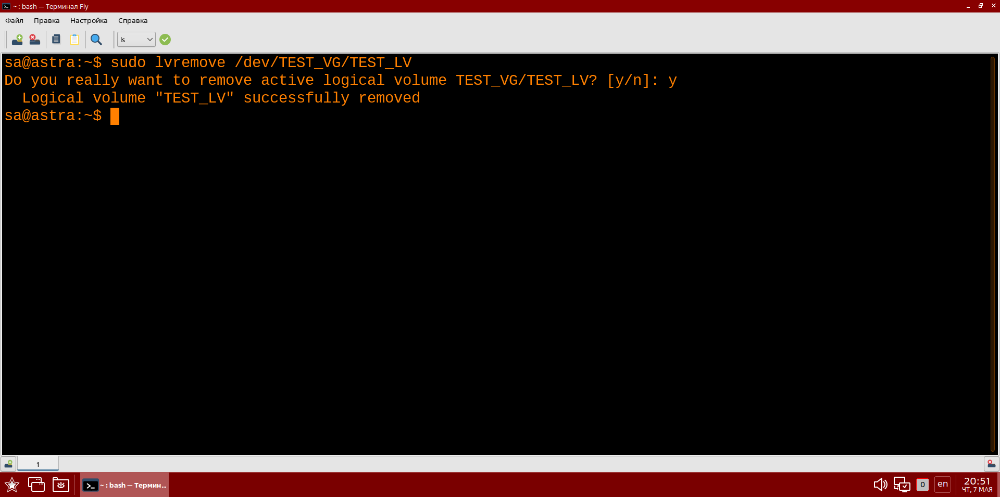 ~ : bash — Терминал Fly
Файл Правка Настройка Справка
ls
sa@astra:~$ sudo lvremove /dev/TEST_VG/TEST_LV
Do you really want to remove active logical volume TEST_VG/TEST_LV? [y/n]: y
  Logical volume "TEST_LV" successfully removed
sa@astra:~$
1
~ : bash — Термин...
0
en
20:51
ЧТ, 7 МАЯ